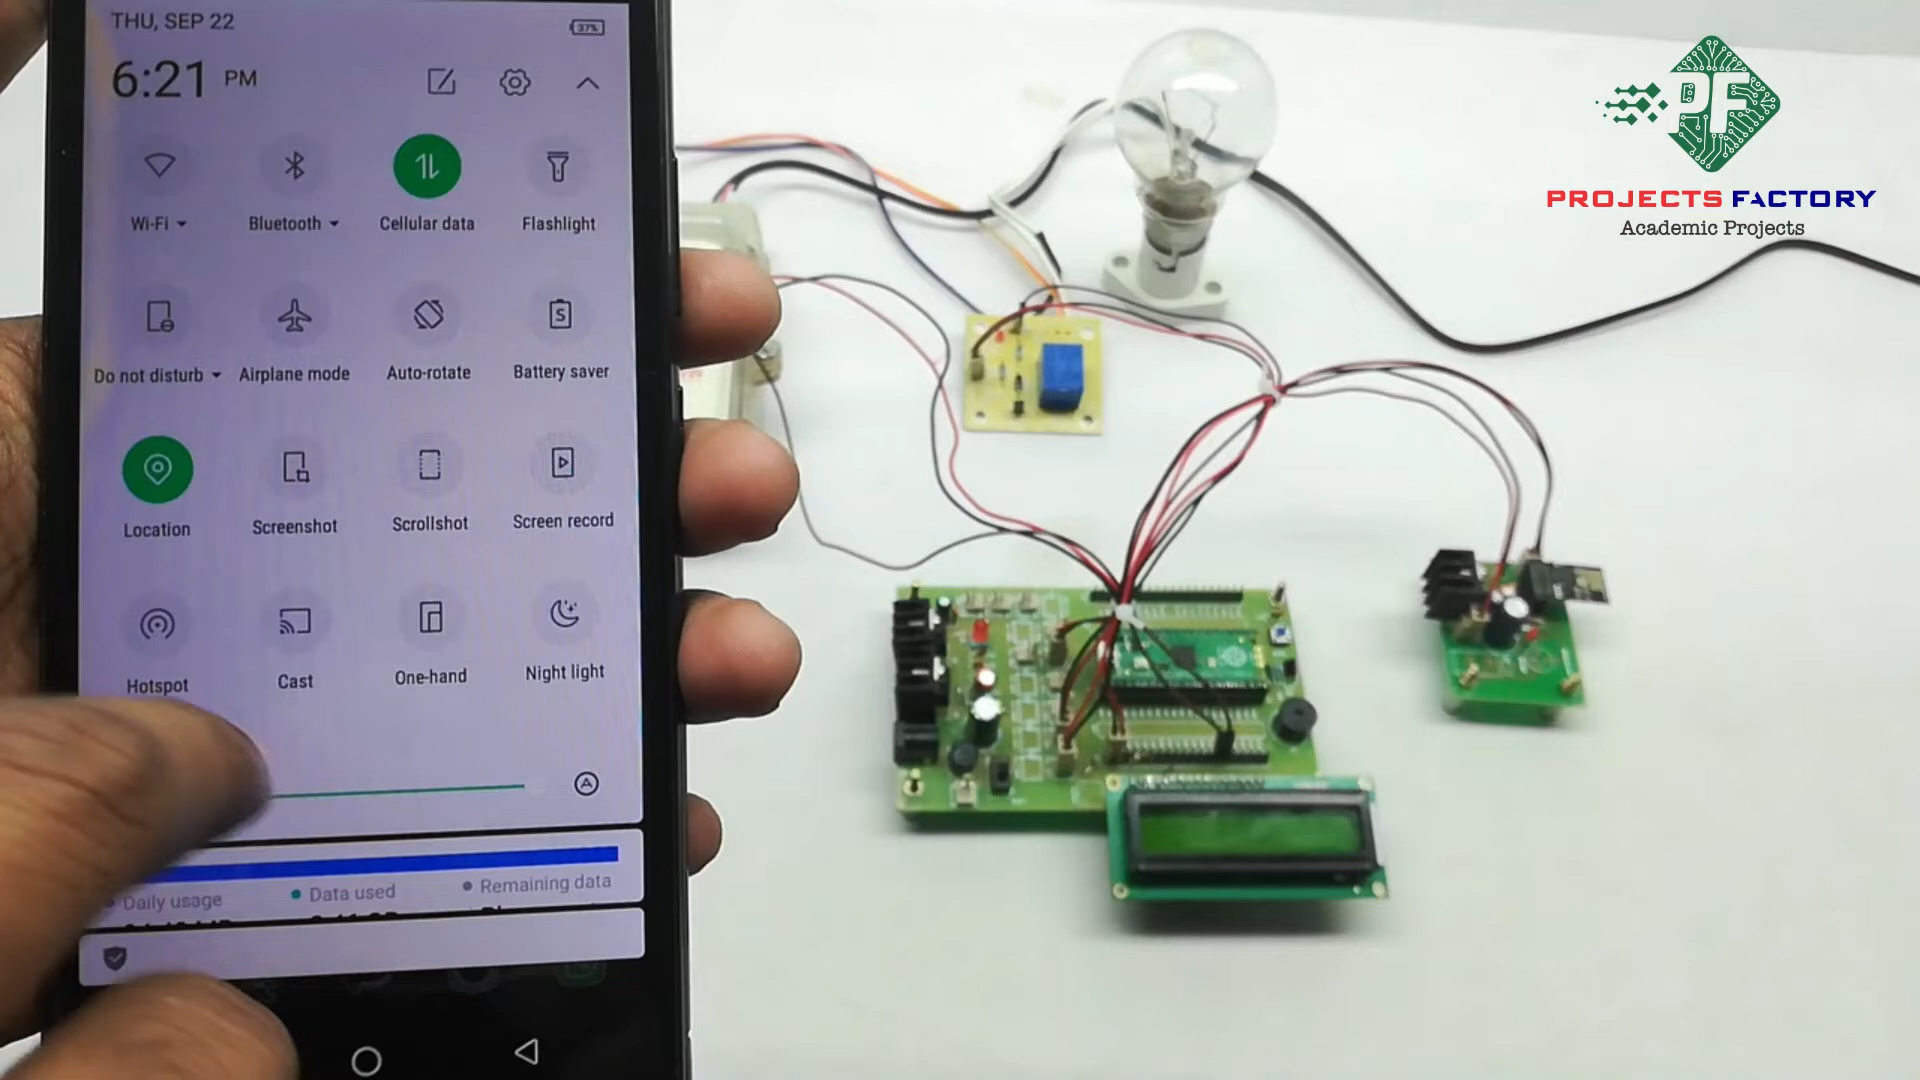 THU, SEP 22
37%
6:21 PM
Wi-Fi
Bluetooth
Cellular data
Flashlight
Do not disturb
Airplane mode
Auto-rotate
Battery saver
Location
Screenshot
Scrollshot
Screen record
Hotspot
Cast
One-hand
Night light
Daily usage
Data used
Remaining data
PF
PROJECTS FACTORY
Academic Projects